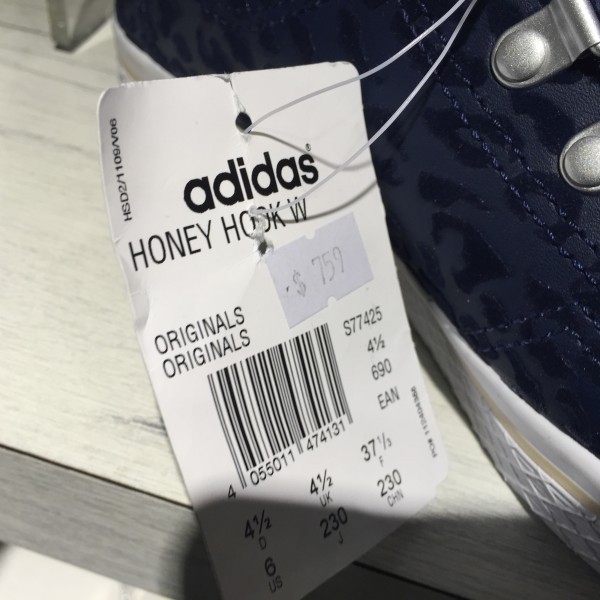 HSD2/1109/V06
adidas®
HONEY HOOK W
$ 759
ORIGINALS
ORIGINALS
S77425
4½
690
EAN
4 055011 474131
4½ D
4½ UK
37⅓ F
6 US
230 J
230 CHN